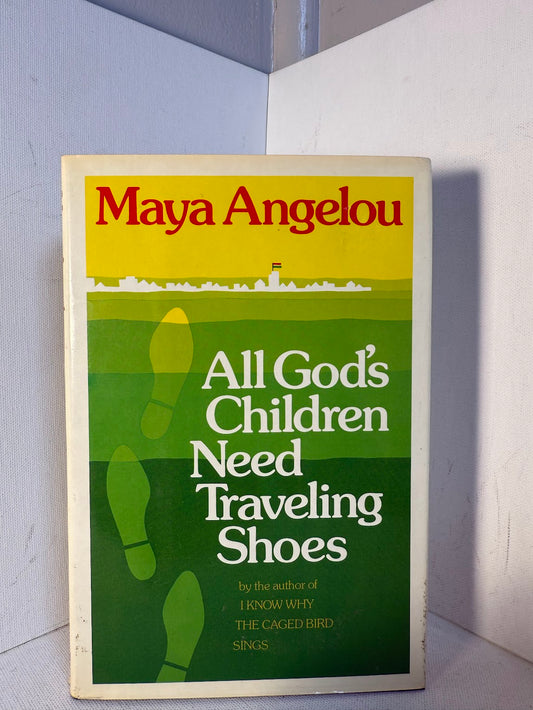 Maya Angelou
All God's
Children
Need
Traveling
Shoes
by the author of
I KNOW WHY
THE CAGED BIRD
SINGS